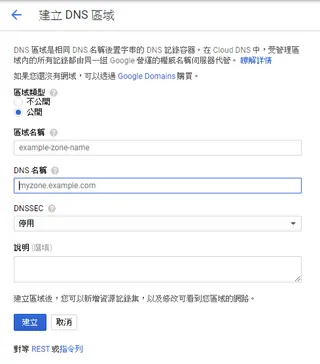 建立 DNS 區域
DNS 區域是相同 DNS 名稱後置字串的 DNS 記錄容器。在 Cloud DNS 中，受管理區
域內的所有記錄都由同一組 Google 營運的權威名稱伺服器代管。 瞭解詳情
如果您還沒有網域，可以透過 Google Domains 購買。
區域類型
不公開
公開
區域名稱
example-zone-name
DNS 名稱
myzone.example.com
DNSSEC
停用
說明 (選填)
建立區域後，您可以新增資源記錄集，以及修改可看到您區域的網路。
建立 取消
對等 REST 或指令列